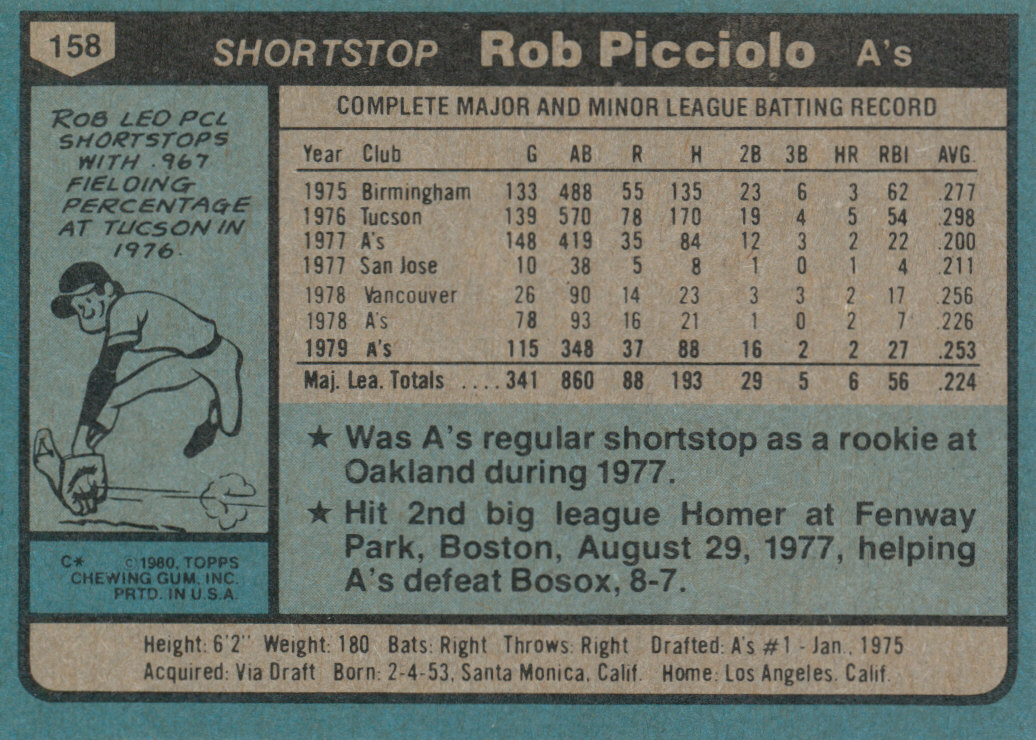 158 SHORTSTOP Rob Picciolo A's
ROB LED PCL
SHORTSTOPS
WITH .967
FIELDING
PERCENTAGE
AT TUCSON IN
1976.
C* ©1980, TOPPS
CHEWING GUM, INC.
PRTD. IN U.S.A.
COMPLETE MAJOR AND MINOR LEAGUE BATTING RECORD
Year Club G AB R H 2B 3B HR RBI AVG.
1975 Birmingham 133 488 55 135 23 6 3 62 .277
1976 Tucson 139 570 78 170 19 4 5 54 .298
1977 A's 148 419 35 84 12 3 2 22 .200
1977 San Jose 10 38 5 8 1 0 1 4 .211
1978 Vancouver 26 90 14 23 3 3 2 17 .256
1978 A's 78 93 16 21 1 0 2 7 .226
1979 A's 115 348 37 88 16 2 2 27 .253
Maj. Lea. Totals .... 341 860 88 193 29 5 6 56 .224
★ Was A's regular shortstop as a rookie at
Oakland during 1977.
★ Hit 2nd big league Homer at Fenway
Park, Boston, August 29, 1977, helping
A's defeat Bosox, 8-7.
Height: 6'2" Weight: 180 Bats: Right Throws: Right Drafted: A's #1 - Jan., 1975
Acquired: Via Draft Born: 2-4-53, Santa Monica, Calif. Home: Los Angeles, Calif.